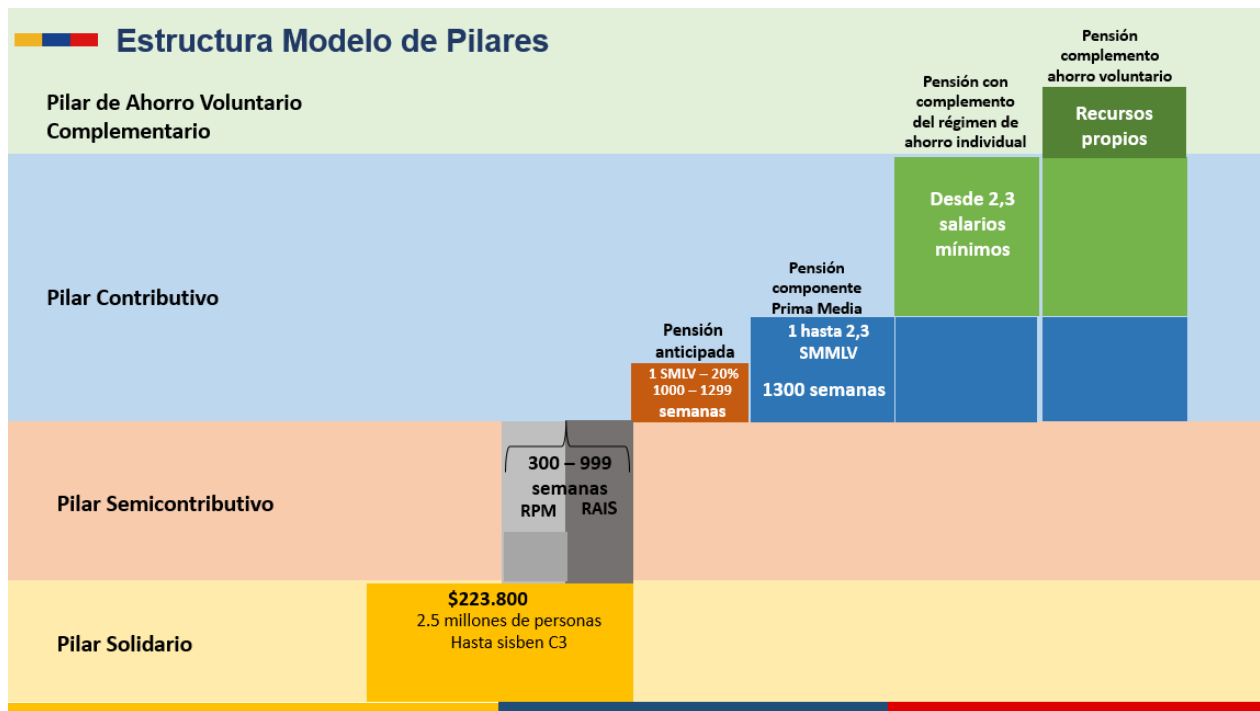 Estructura Modelo de Pilares
Pilar de Ahorro Voluntario
Complementario
Pensión con
complemento
del régimen de
ahorro individual
Pensión
complemento
ahorro voluntario
Recursos
propios
Desde 2,3
salarios
mínimos
Pilar Contributivo
Pensión
anticipada
1 SMLV – 20%
1000 – 1299
semanas
Pensión
componente
Prima Media
1 hasta 2,3
SMMLV
1300 semanas
Pilar Semicontributivo
300 – 999
semanas
RPM RAIS
Pilar Solidario
$223.800
2.5 millones de personas
Hasta sisben C3